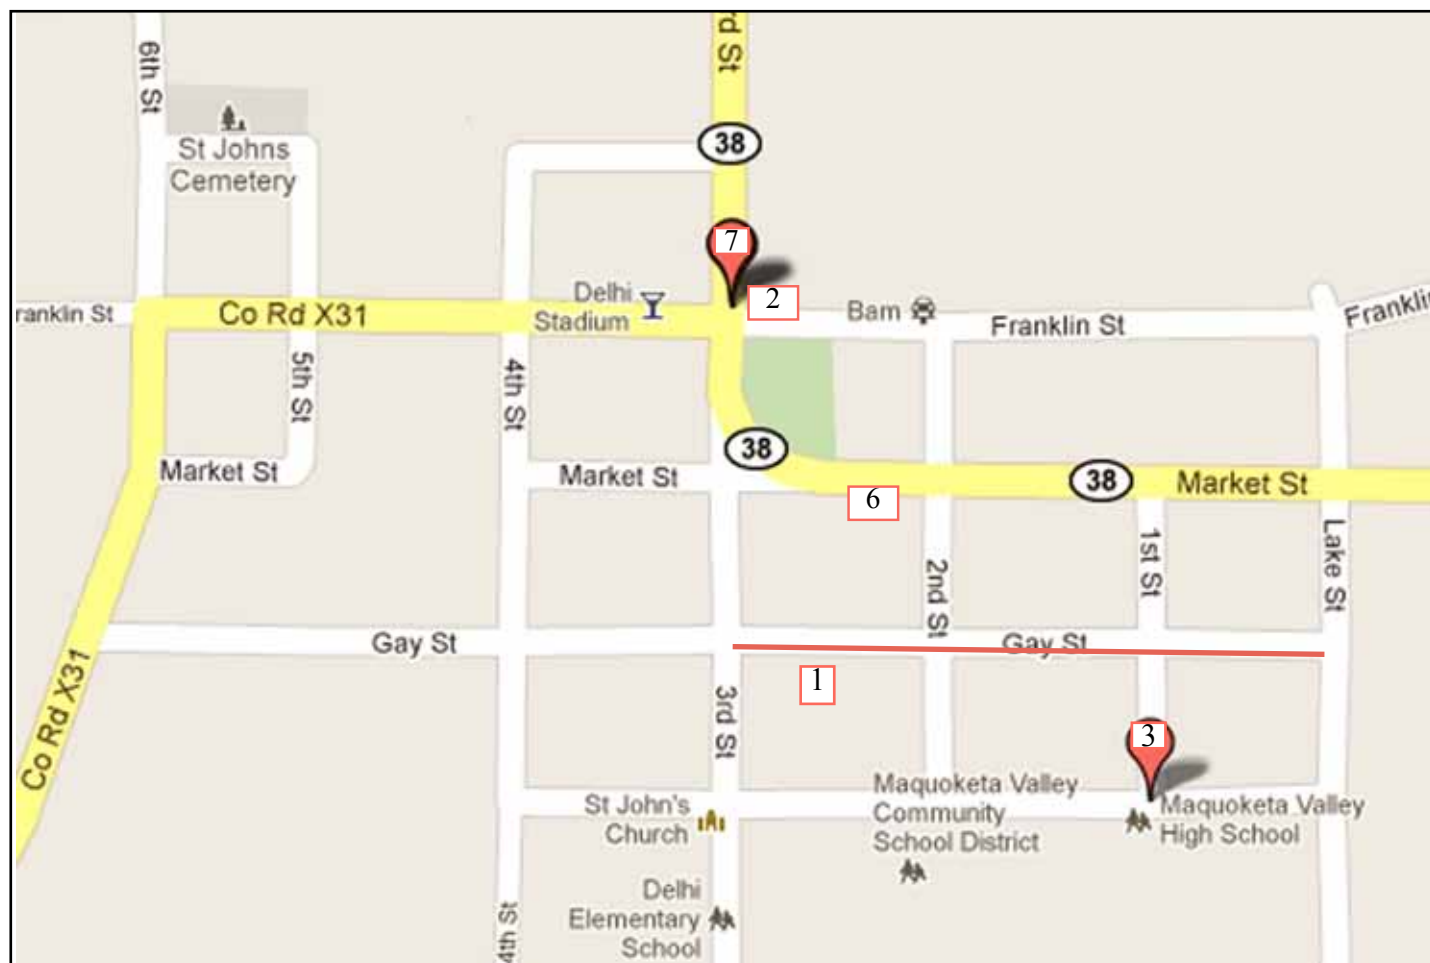 6th St
rd St
38
St Johns
Cemetery
7
2
Delhi
Stadium
Bam
ranklin St
Co Rd X31
Franklin St
Franklin
5th St
4th St
38
Market St
Market St
38
Market St
6
1st St
Lake St
2nd St
Gay St
Gay St
1
Co Rd X31
3rd St
3
St John's
Church
Maquoketa Valley
Community
School District
Maquoketa Valley
High School
Delhi
Elementary
School
4th St